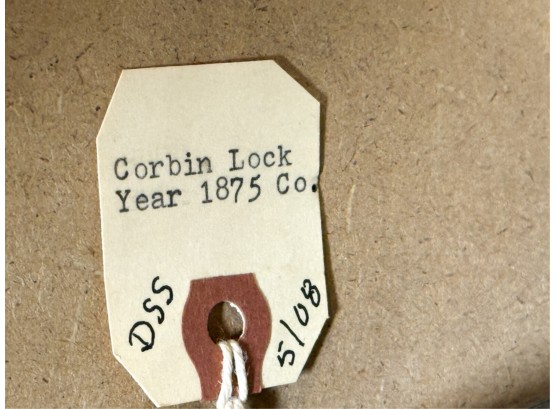 Corbin Lock
Year 1875 Co.
DSS
5/08